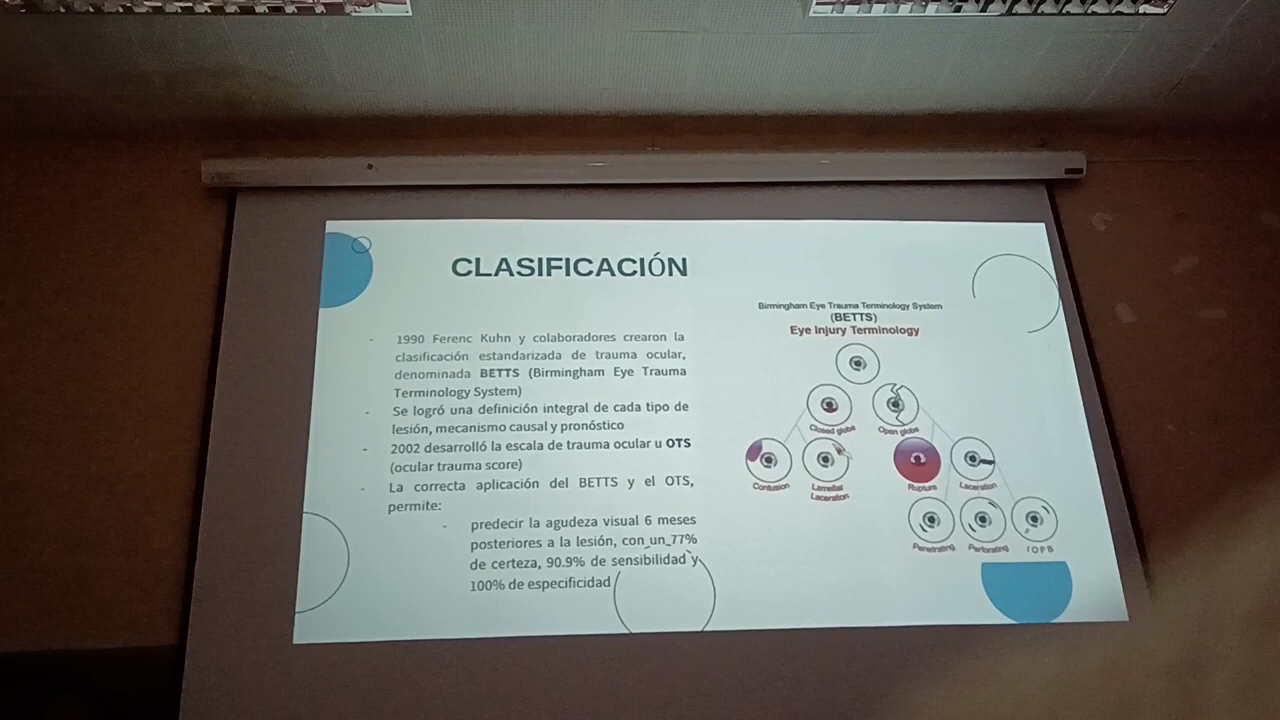 CLASIFICACIÓN
- 1990 Ferenc Kuhn y colaboradores crearon la
clasificación estandarizada de trauma ocular,
denominada BETTS (Birmingham Eye Trauma
Terminology System)
- Se logró una definición integral de cada tipo de
lesión, mecanismo causal y pronóstico
- 2002 desarrolló la escala de trauma ocular u OTS
(ocular trauma score)
- La correcta aplicación del BETTS y el OTS,
permite:
- predecir la agudeza visual 6 meses
posteriores a la lesión, con un 77%
de certeza, 90.9% de sensibilidad y
100% de especificidad
Birmingham Eye Trauma Terminology System
(BETTS)
Eye Injury Terminology
Closed globe
Open globe
Contusion
Lamellar
Laceration
Rupture
Laceration
Penetrating
Perforating
I O F B